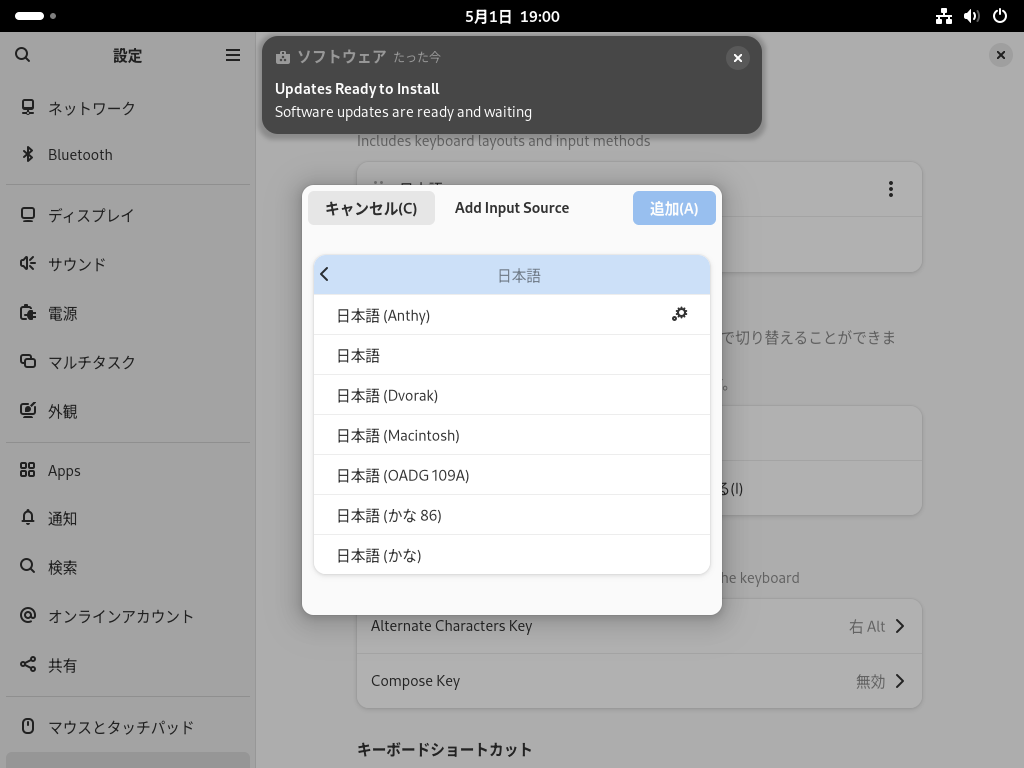 5月1日 19:00
設定
ネットワーク
Bluetooth
ディスプレイ
サウンド
電源
マルチタスク
外観
Apps
通知
検索
オンラインアカウント
共有
マウスとタッチパッド
ソフトウェア たった今
Updates Ready to Install
Software updates are ready and waiting
Includes keyboard layouts and input methods
キャンセル(C)
Add Input Source
追加(A)
日本語
日本語 (Anthy)
日本語
日本語 (Dvorak)
日本語 (Macintosh)
日本語 (OADG 109A)
日本語 (かな 86)
日本語 (かな)
で切り替えることができま
。
る(I)
he keyboard
Alternate Characters Key
右 Alt
Compose Key
無効
キーボードショートカット